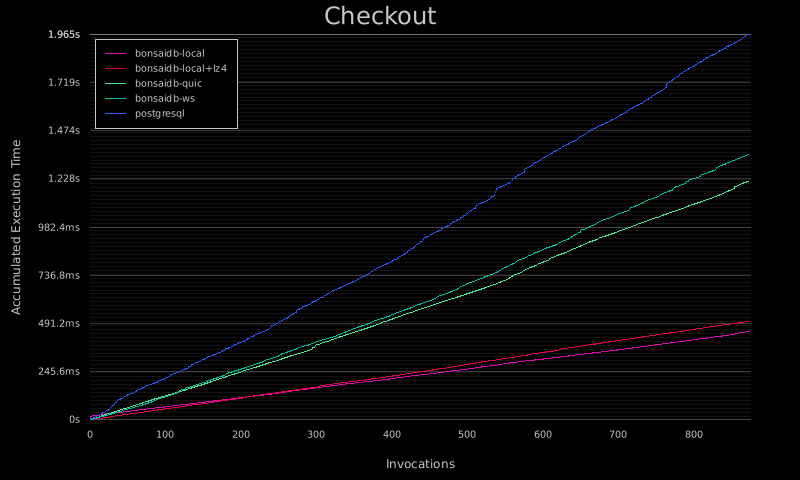 Checkout
Accumulated Execution Time
1.965s
1.719s
1.474s
1.228s
982.4ms
736.8ms
491.2ms
245.6ms
0s
bonsaidb-local
bonsaidb-local+lz4
bonsaidb-quic
bonsaidb-ws
postgresql
0 100 200 300 400 500 600 700 800
Invocations